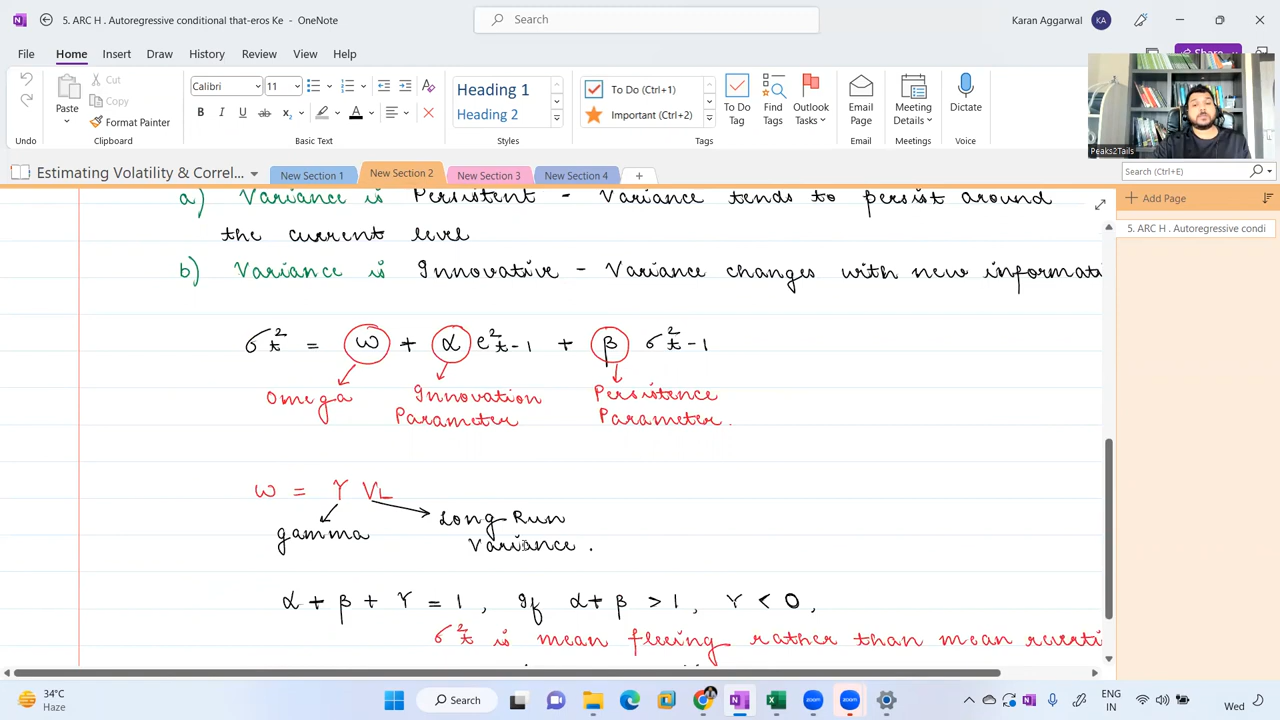 5. ARC H . Autoregressive conditional that-eros Ke - OneNote
Search
Karan Aggarwal
KA
File Home Insert Draw History Review View Help
Share
Undo
Paste
Cut
Copy
Format Painter
Clipboard
Calibri 11
B I U ab x₂ A
Basic Text
Heading 1
Heading 2
Styles
To Do (Ctrl+1)
Important (Ctrl+2)
To Do Tag
Find Tags
Outlook Tasks
Tags
Email Page
Email
Meeting Details
Meetings
Dictate
Voice
Peaks2Tails
Estimating Volatility & Correl...
New Section 1
New Section 2
New Section 3
New Section 4
+
Search (Ctrl+E)
Add Page
5. ARC H . Autoregressive condi
a) Variance is Persistent - Variance tends to persist around
the current level
b) Variance is Innovative - Variance changes with new informati
σ²t = ω + α e²t-1 + β σ²t-1
Omega Innovation Persistence
Parameter Parameter.
ω = γ VL
gamma
Long Run
Variance .
α + β + γ = 1 , If α+ β > 1, γ < 0,
σ²t is mean fleeing rather than mean reverti
34°C
Haze
Search
ENG
IN
Wed